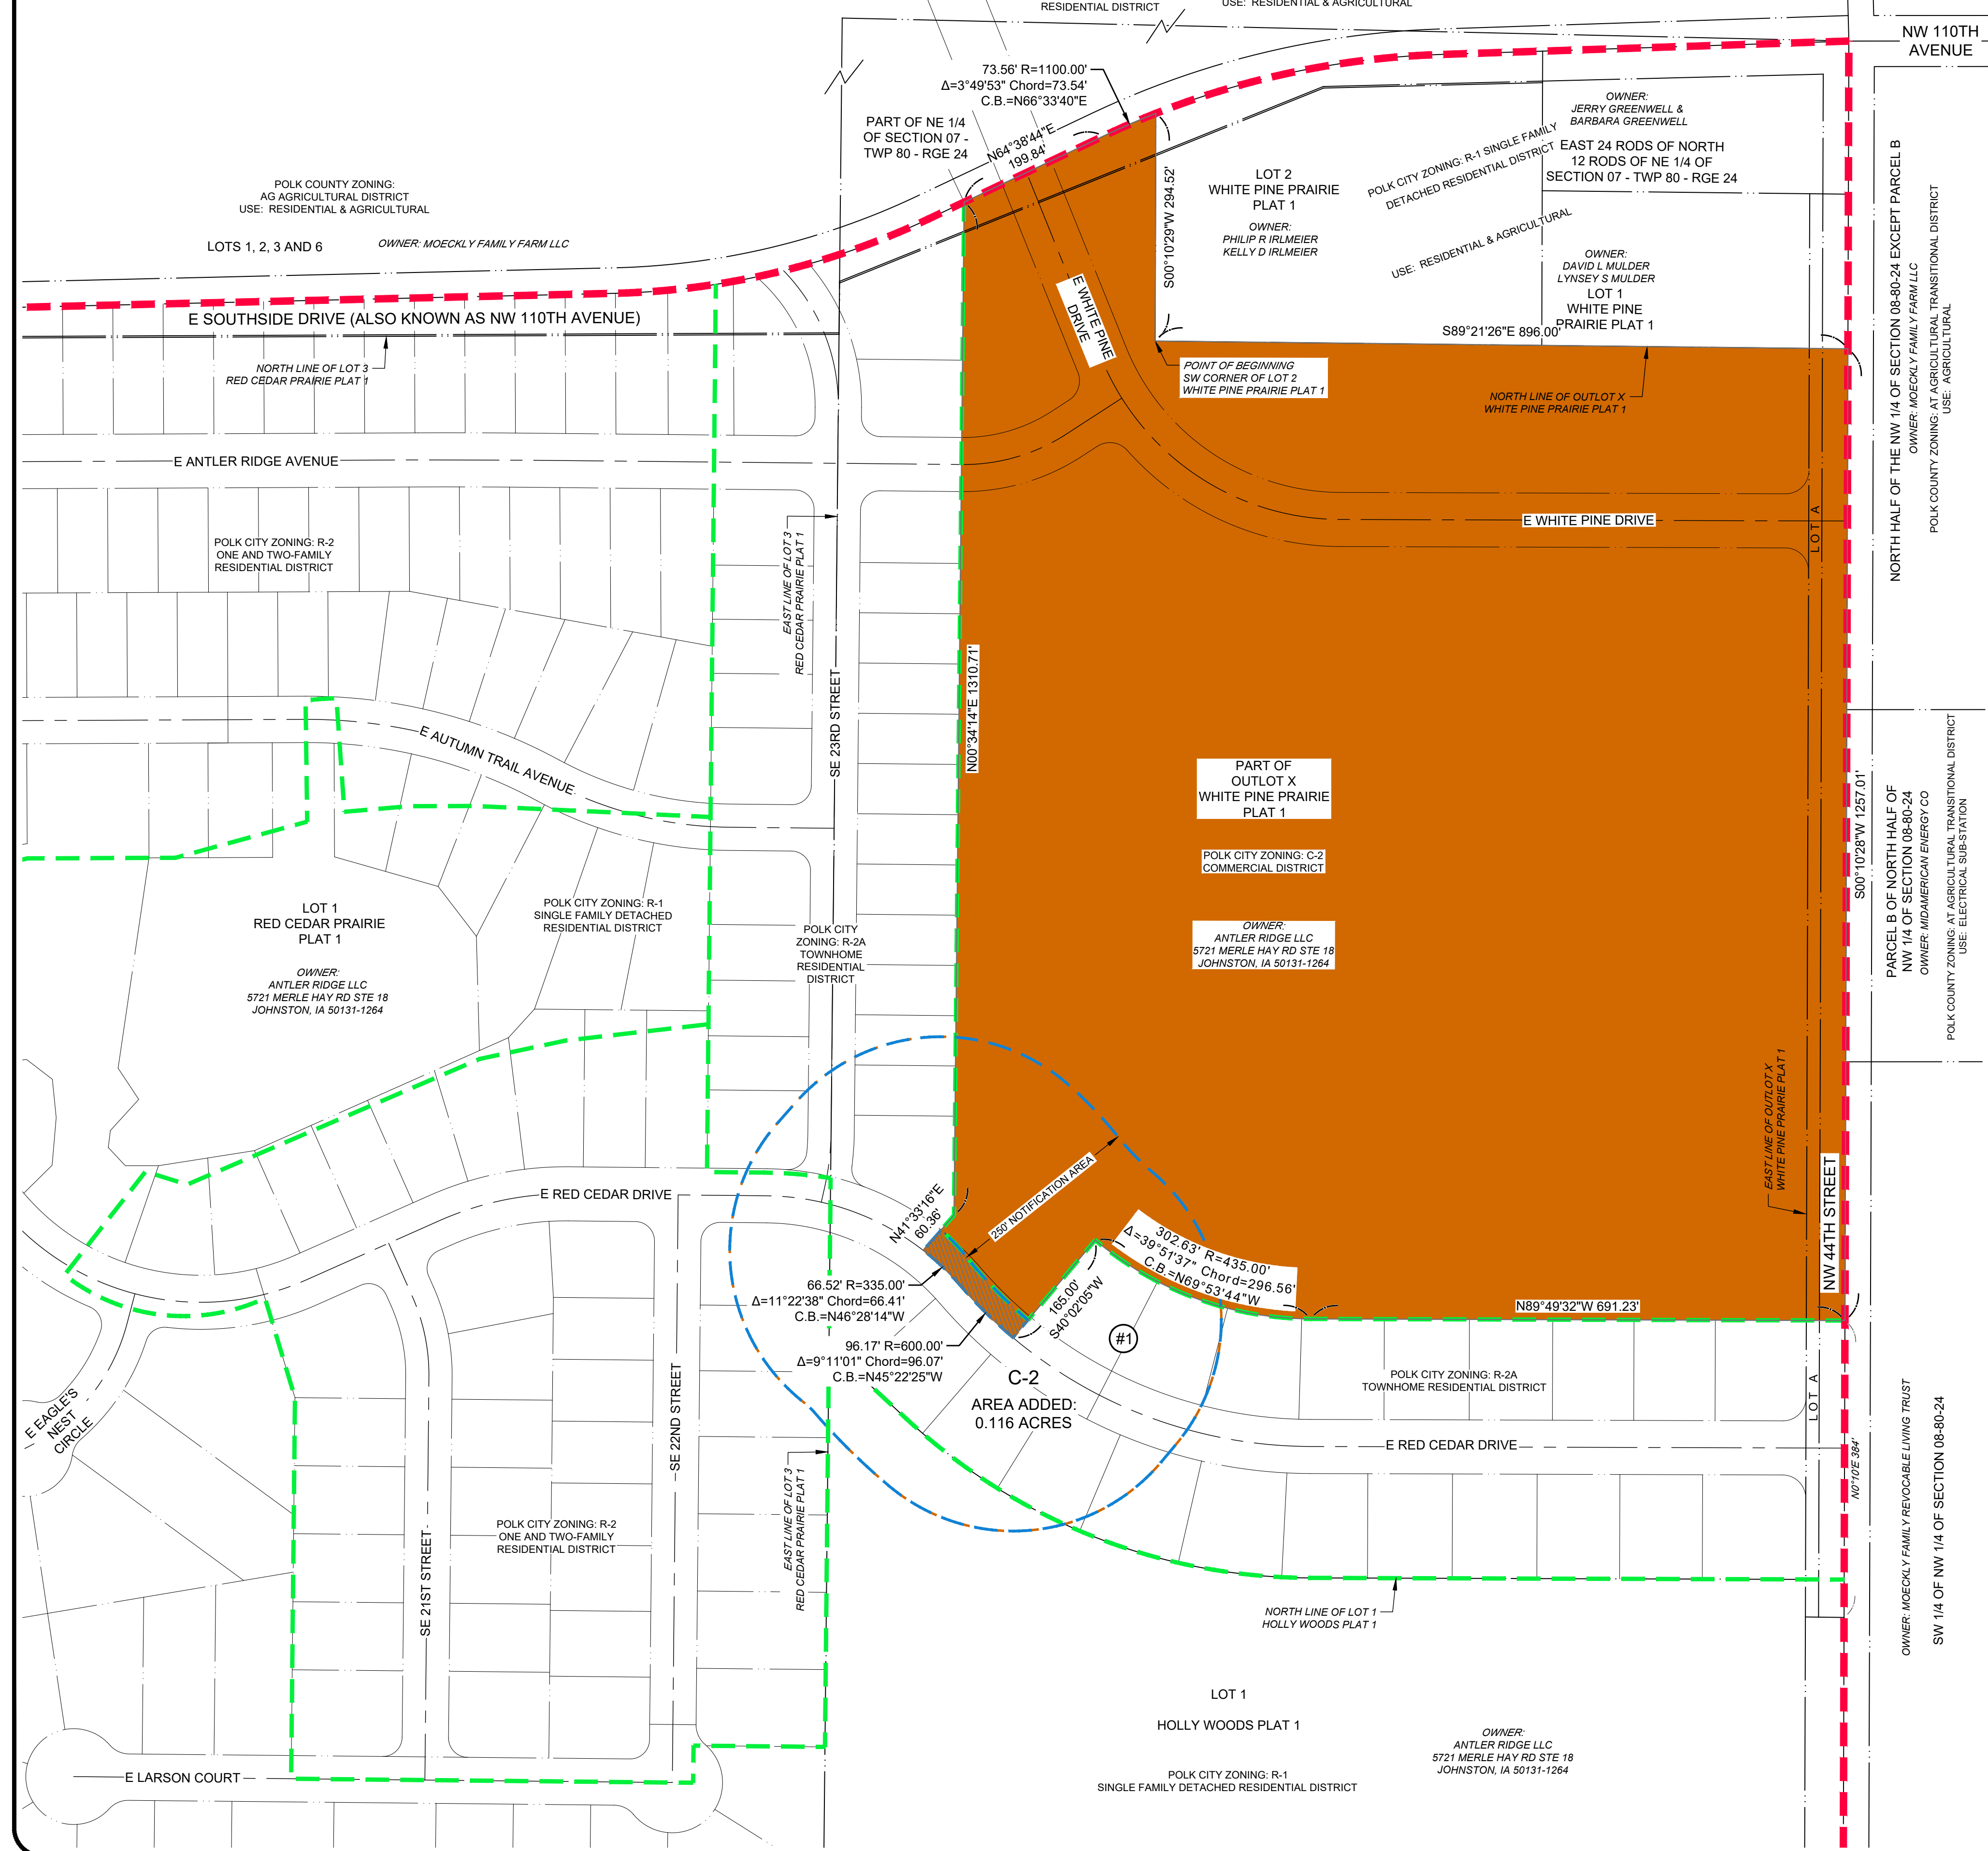 RESIDENTIAL DISTRICT
USE: RESIDENTIAL & AGRICULTURAL
NW 110TH
AVENUE
73.56' R=1100.00'
Δ=3°49'53" Chord=73.54'
C.B.=N66°33'40"E
PART OF NE 1/4
OF SECTION 07 -
TWP 80 - RGE 24
N64°38'44"E
199.84'
OWNER:
JERRY GREENWELL &
BARBARA GREENWELL
EAST 24 RODS OF NORTH
12 RODS OF NE 1/4 OF
SECTION 07 - TWP 80 - RGE 24
POLK CITY ZONING: R-1 SINGLE FAMILY
DETACHED RESIDENTIAL DISTRICT
USE: RESIDENTIAL & AGRICULTURAL
LOT 2
WHITE PINE PRAIRIE
PLAT 1
OWNER:
PHILIP R IRLMEIER
KELLY D IRLMEIER
S00°10'29"W 294.52'
POLK COUNTY ZONING:
AG AGRICULTURAL DISTRICT
USE: RESIDENTIAL & AGRICULTURAL
LOTS 1, 2, 3 AND 6
OWNER: MOECKLY FAMILY FARM LLC
OWNER:
DAVID L MULDER
LYNSEY S MULDER
LOT 1
WHITE PINE
PRAIRIE PLAT 1
S89°21'26"E 896.00'
E SOUTHSIDE DRIVE (ALSO KNOWN AS NW 110TH AVENUE)
E WHITE PINE
DRIVE
NORTH LINE OF LOT 3
RED CEDAR PRAIRIE PLAT 1
POINT OF BEGINNING
SW CORNER OF LOT 2
WHITE PINE PRAIRIE PLAT 1
NORTH LINE OF OUTLOT X
WHITE PINE PRAIRIE PLAT 1
NORTH HALF OF THE NW 1/4 OF SECTION 08-80-24 EXCEPT PARCEL B
OWNER: MOECKLY FAMILY FARM LLC
POLK COUNTY ZONING: AT AGRICULTURAL TRANSITIONAL DISTRICT
USE: AGRICULTURAL
E ANTLER RIDGE AVENUE
E WHITE PINE DRIVE
LOT A
POLK CITY ZONING: R-2
ONE AND TWO-FAMILY
RESIDENTIAL DISTRICT
EAST LINE OF LOT 3
RED CEDAR PRAIRIE PLAT 1
SE 23RD STREET
N00°34'14"E 1310.71'
E AUTUMN TRAIL AVENUE
PART OF
OUTLOT X
WHITE PINE PRAIRIE
PLAT 1
POLK CITY ZONING: C-2
COMMERCIAL DISTRICT
OWNER:
ANTLER RIDGE LLC
5721 MERLE HAY RD STE 18
JOHNSTON, IA 50131-1264
S00°10'28"W 1257.01'
PARCEL B OF NORTH HALF OF
NW 1/4 OF SECTION 08-80-24
OWNER: MIDAMERICAN ENERGY CO
POLK COUNTY ZONING: AT AGRICULTURAL TRANSITIONAL DISTRICT
USE: ELECTRICAL SUB-STATION
LOT 1
RED CEDAR PRAIRIE
PLAT 1
OWNER:
ANTLER RIDGE LLC
5721 MERLE HAY RD STE 18
JOHNSTON, IA 50131-1264
POLK CITY ZONING: R-1
SINGLE FAMILY DETACHED
RESIDENTIAL DISTRICT
POLK CITY
ZONING: R-2A
TOWNHOME
RESIDENTIAL
DISTRICT
EAST LINE OF OUTLOT X
WHITE PINE PRAIRIE PLAT 1
NW 44TH STREET
250' NOTIFICATION AREA
E RED CEDAR DRIVE
N41°33'16"E
60.36'
302.63' R=435.00'
Δ=39°51'37" Chord=296.56'
C.B.=N69°53'44"W
66.52' R=335.00'
Δ=11°22'38" Chord=66.41'
C.B.=N46°28'14"W
165.00'
S40°02'05"W
N89°49'32"W 691.23'
96.17' R=600.00'
Δ=9°11'01" Chord=96.07'
C.B.=N45°22'25"W
#1
C-2
AREA ADDED:
0.116 ACRES
POLK CITY ZONING: R-2A
TOWNHOME RESIDENTIAL DISTRICT
LOT A
E RED CEDAR DRIVE
N0°10'E 384'
E EAGLE'S
NEST
CIRCLE
SE 22ND STREET
SE 21ST STREET
EAST LINE OF LOT 3
RED CEDAR PRAIRIE PLAT 1
POLK CITY ZONING: R-2
ONE AND TWO-FAMILY
RESIDENTIAL DISTRICT
OWNER: MOECKLY FAMILY REVOCABLE LIVING TRUST
SW 1/4 OF NW 1/4 OF SECTION 08-80-24
NORTH LINE OF LOT 1
HOLLY WOODS PLAT 1
LOT 1
HOLLY WOODS PLAT 1
OWNER:
ANTLER RIDGE LLC
5721 MERLE HAY RD STE 18
JOHNSTON, IA 50131-1264
POLK CITY ZONING: R-1
SINGLE FAMILY DETACHED RESIDENTIAL DISTRICT
E LARSON COURT